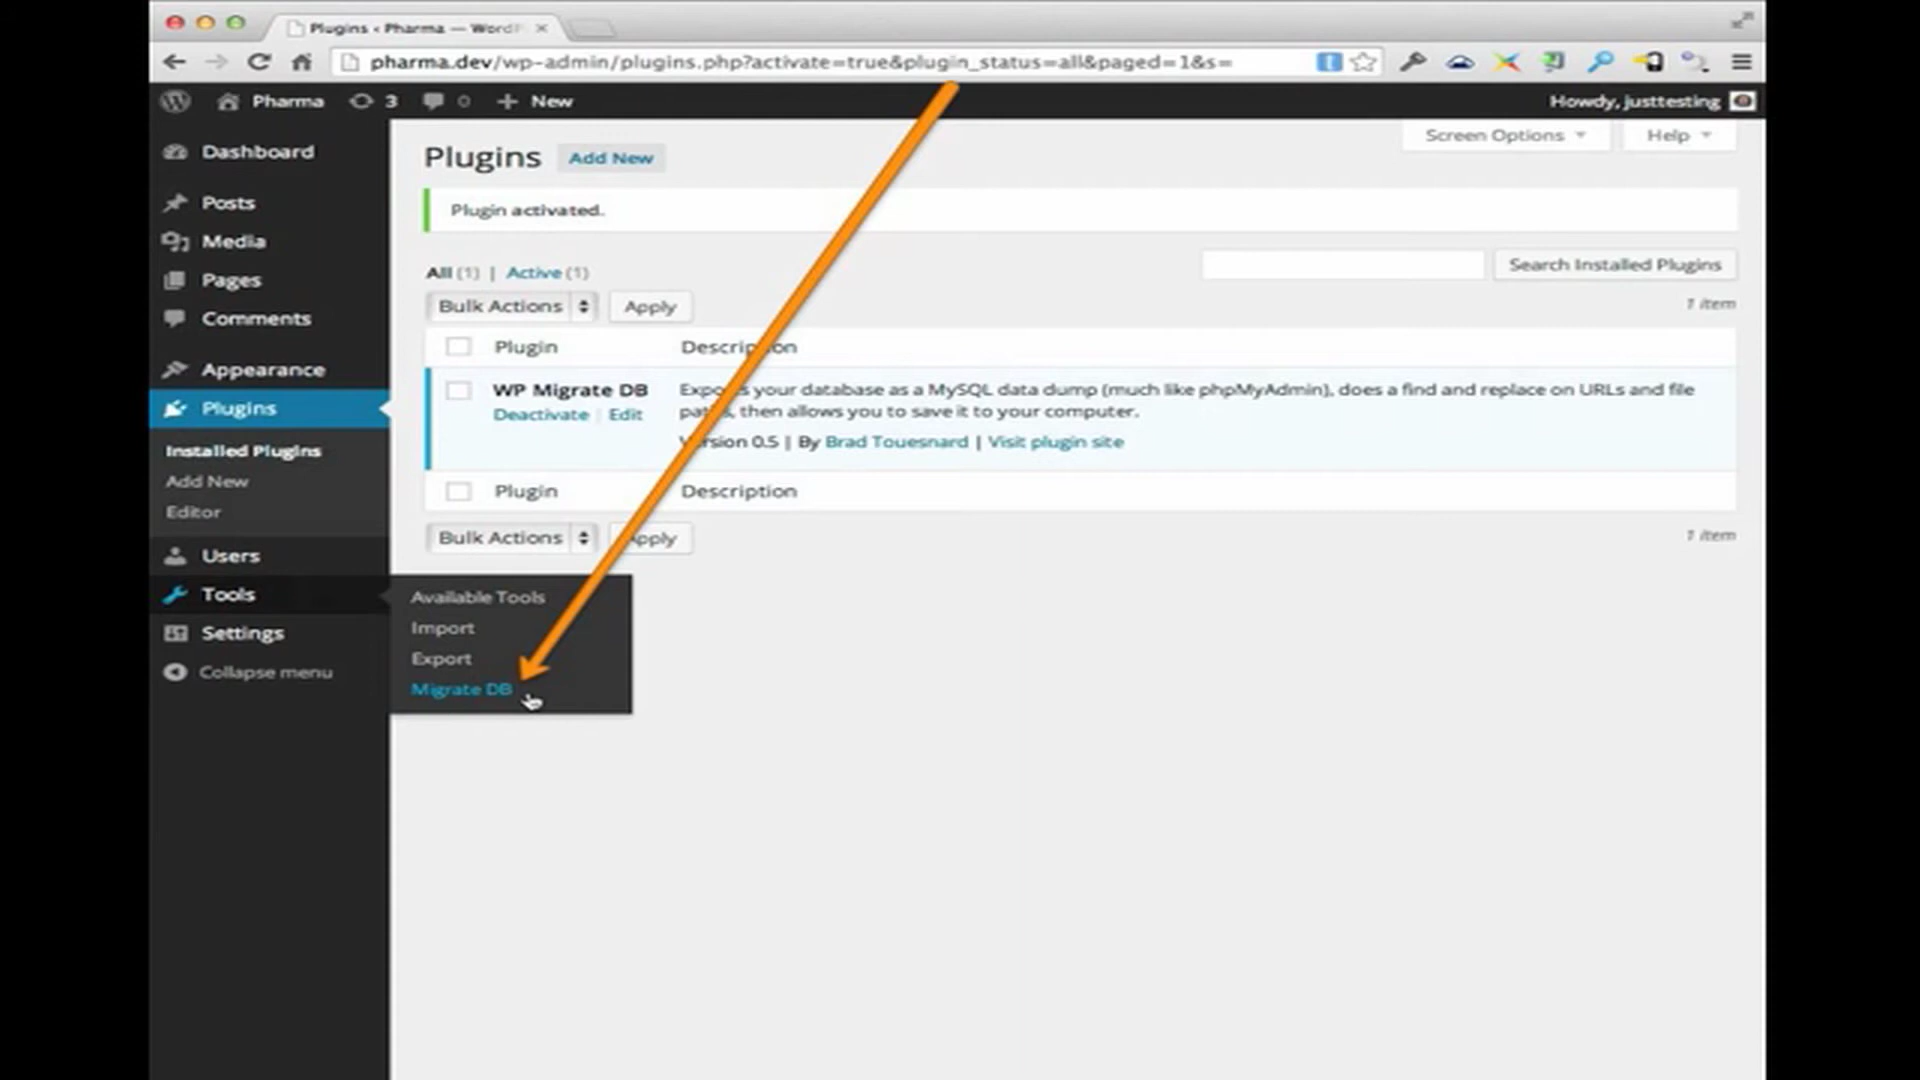 Plugins ‹ Pharma — WordP
pharma.dev/wp-admin/plugins.php?activate=true&plugin_status=all&paged=1&s=
Pharma 3 0 + New Howdy, justtesting
Screen Options Help
Dashboard
Posts
Media
Pages
Comments
Appearance
Plugins
Installed Plugins
Add New
Editor
Users
Tools
Settings
Collapse menu
Available Tools
Import
Export
Migrate DB
Plugins Add New
Plugin activated.
All (1) | Active (1)
Search Installed Plugins
Bulk Actions Apply
1 item
Plugin Description
WP Migrate DB
Deactivate | Edit
Exports your database as a MySQL data dump (much like phpMyAdmin), does a find and replace on URLs and file
paths, then allows you to save it to your computer.
Version 0.5 | By Brad Touesnard | Visit plugin site
Plugin Description
Bulk Actions Apply
1 item